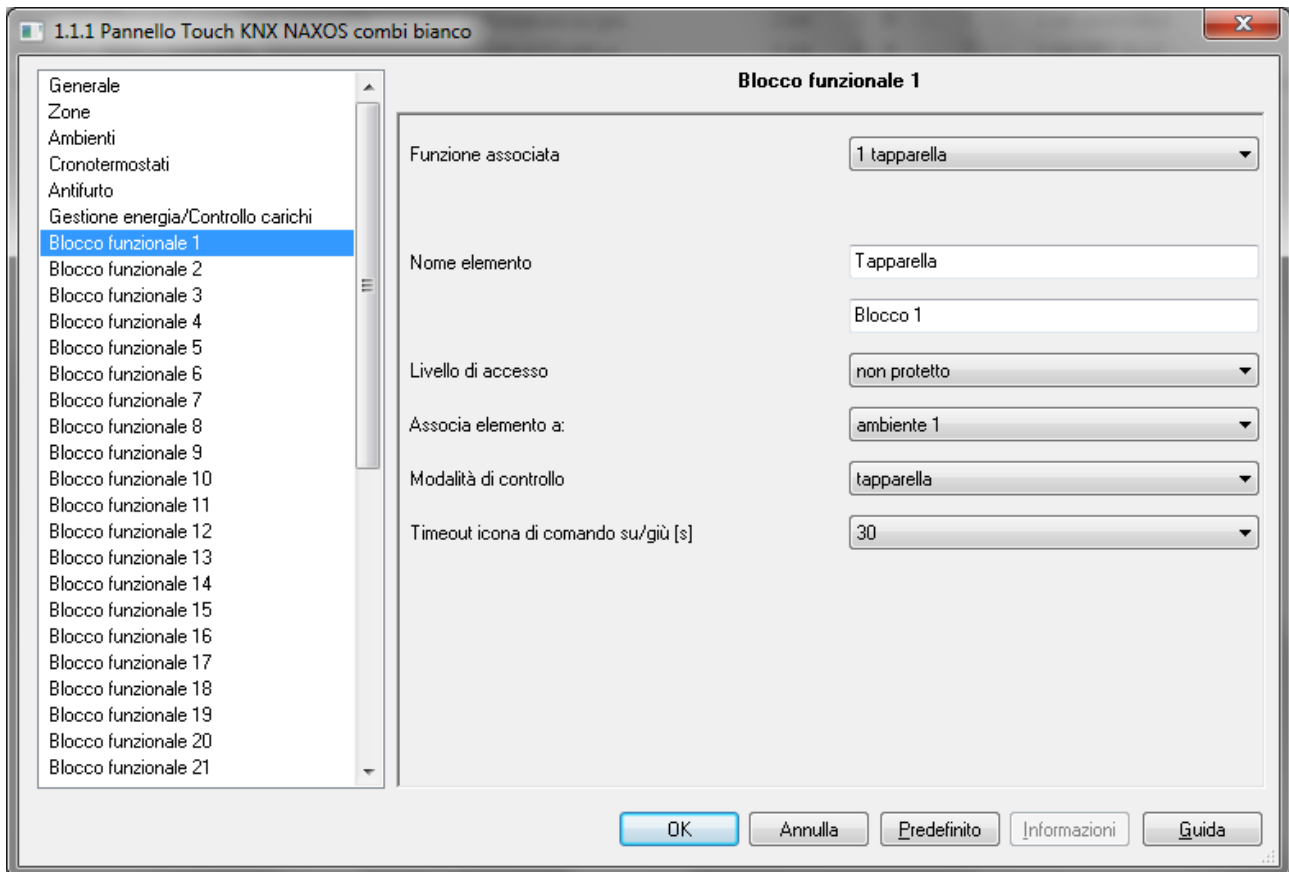 1.1.1 Pannello Touch KNX NAXOS combi bianco
Generale
Zone
Ambienti
Cronotermostati
Antifurto
Gestione energia/Controllo carichi
Blocco funzionale 1
Blocco funzionale 2
Blocco funzionale 3
Blocco funzionale 4
Blocco funzionale 5
Blocco funzionale 6
Blocco funzionale 7
Blocco funzionale 8
Blocco funzionale 9
Blocco funzionale 10
Blocco funzionale 11
Blocco funzionale 12
Blocco funzionale 13
Blocco funzionale 14
Blocco funzionale 15
Blocco funzionale 16
Blocco funzionale 17
Blocco funzionale 18
Blocco funzionale 19
Blocco funzionale 20
Blocco funzionale 21
Blocco funzionale 1
Funzione associata 1 tapparella
Nome elemento Tapparella
Blocco 1
Livello di accesso non protetto
Associa elemento a: ambiente 1
Modalità di controllo tapparella
Timeout icona di comando su/giù [s] 30
OK Annulla Predefinito Informazioni Guida